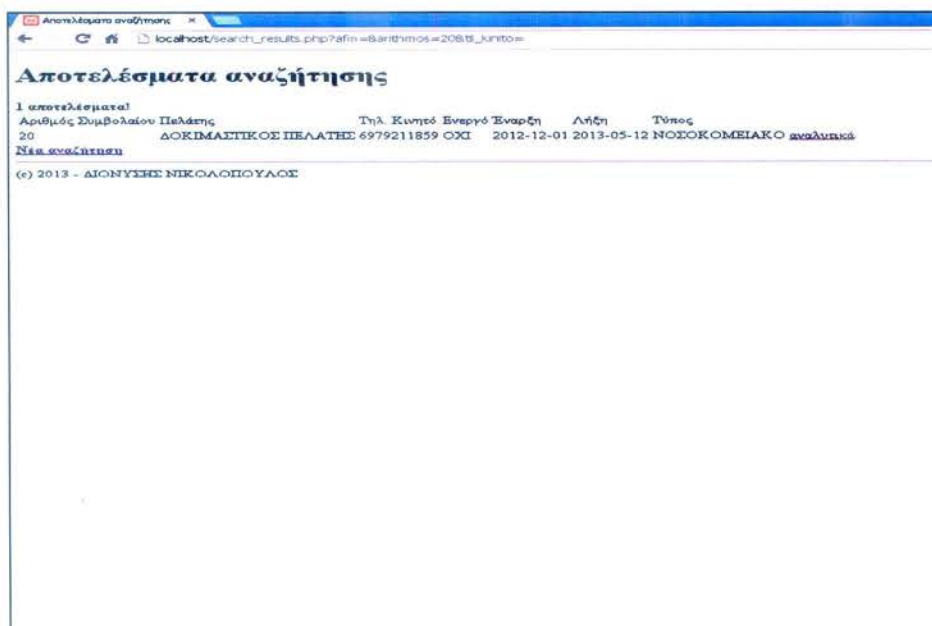 Αποτελέσματα αναζήτησης
localhost/search_results.php?afm=&arithmos=20&til_kinito=
Αποτελέσματα αναζήτησης
1 αποτελέσματα!
Αριθμός Συμβολαίου Πελάτης Τηλ. Κινητό Ενεργό Έναρξη Λήξη Τύπος
20 ΔΟΚΙΜΑΣΤΙΚΟΣ ΠΕΛΑΤΗΣ 6979211859 ΟΧΙ 2012-12-01 2013-05-12 ΝΟΣΟΚΟΜΕΙΑΚΟ αναλυτικά
Νέα αναζήτηση
(c) 2013 - ΔΙΟΝΥΣΗΣ ΝΙΚΟΛΟΠΟΥΛΟΣ